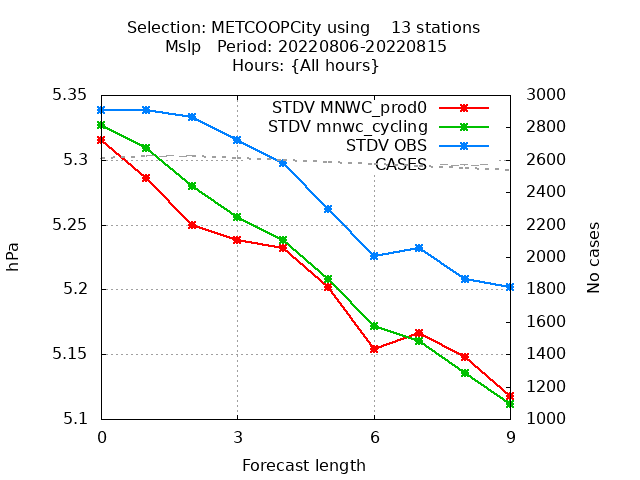 Selection: METCOOPCity using    13 stations
Mslp   Period: 20220806-20220815
Hours: {All hours}
5.35
5.3
5.25
5.2
5.15
5.1
hPa
3000
2800
2600
2400
2200
2000
1800
1600
1400
1200
1000
No cases
STDV MNWC_prod0
STDV mnwc_cycling
STDV OBS
CASES
0
3
6
9
Forecast length